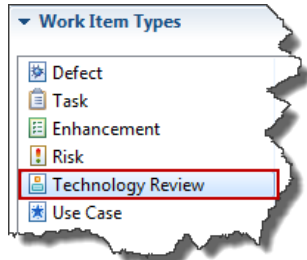 Work Item Types
Defect
Task
Enhancement
Risk
Technology Review
Use Case